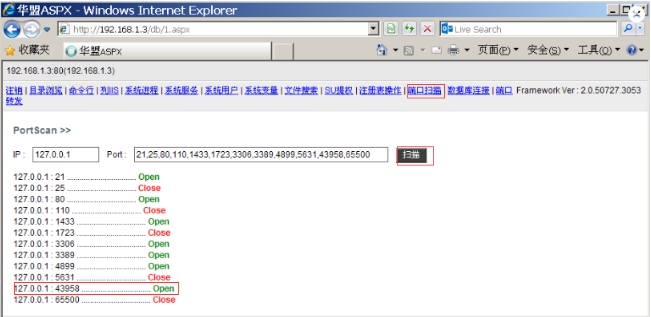 华盟ASPX - Windows Internet Explorer
http://192.168.1.3/db/1.aspx
Live Search
收藏夹
华盟ASPX
页面(P)
安全(S)
工具(O)
192.168.1.3:80(192.168.1.3)
注销 | 目录浏览 | 命令行 | 列IIS | 系统进程 | 系统服务 | 系统用户 | 系统变量 | 文件搜索 | SU提权 | 注册表操作 | 端口扫描 数据库连接 | 端口 Framework Ver : 2.0.50727.3053
转发
PortScan >>
IP : 127.0.0.1 Port : 21,25,80,110,1433,1723,3306,3389,4899,5631,43958,65500 扫描
127.0.0.1 : 21 ................................. Open
127.0.0.1 : 25 ................................. Close
127.0.0.1 : 80 ................................. Open
127.0.0.1 : 110 ................................. Close
127.0.0.1 : 1433 ................................. Open
127.0.0.1 : 1723 ................................. Close
127.0.0.1 : 3306 ................................. Open
127.0.0.1 : 3389 ................................. Open
127.0.0.1 : 4899 ................................. Open
127.0.0.1 : 5631 ................................. Close
127.0.0.1 : 43958 ................................. Open
127.0.0.1 : 65500 ................................. Close